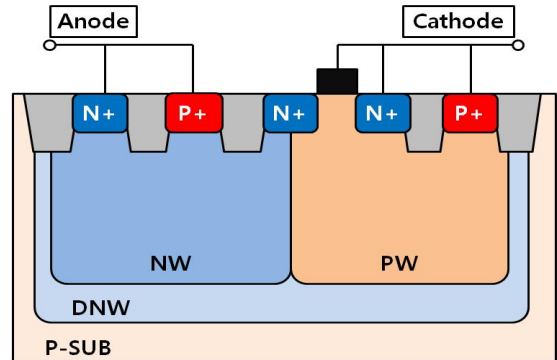 Anode
Cathode
N+
P+
N+
N+
P+
NW
PW
DNW
P-SUB